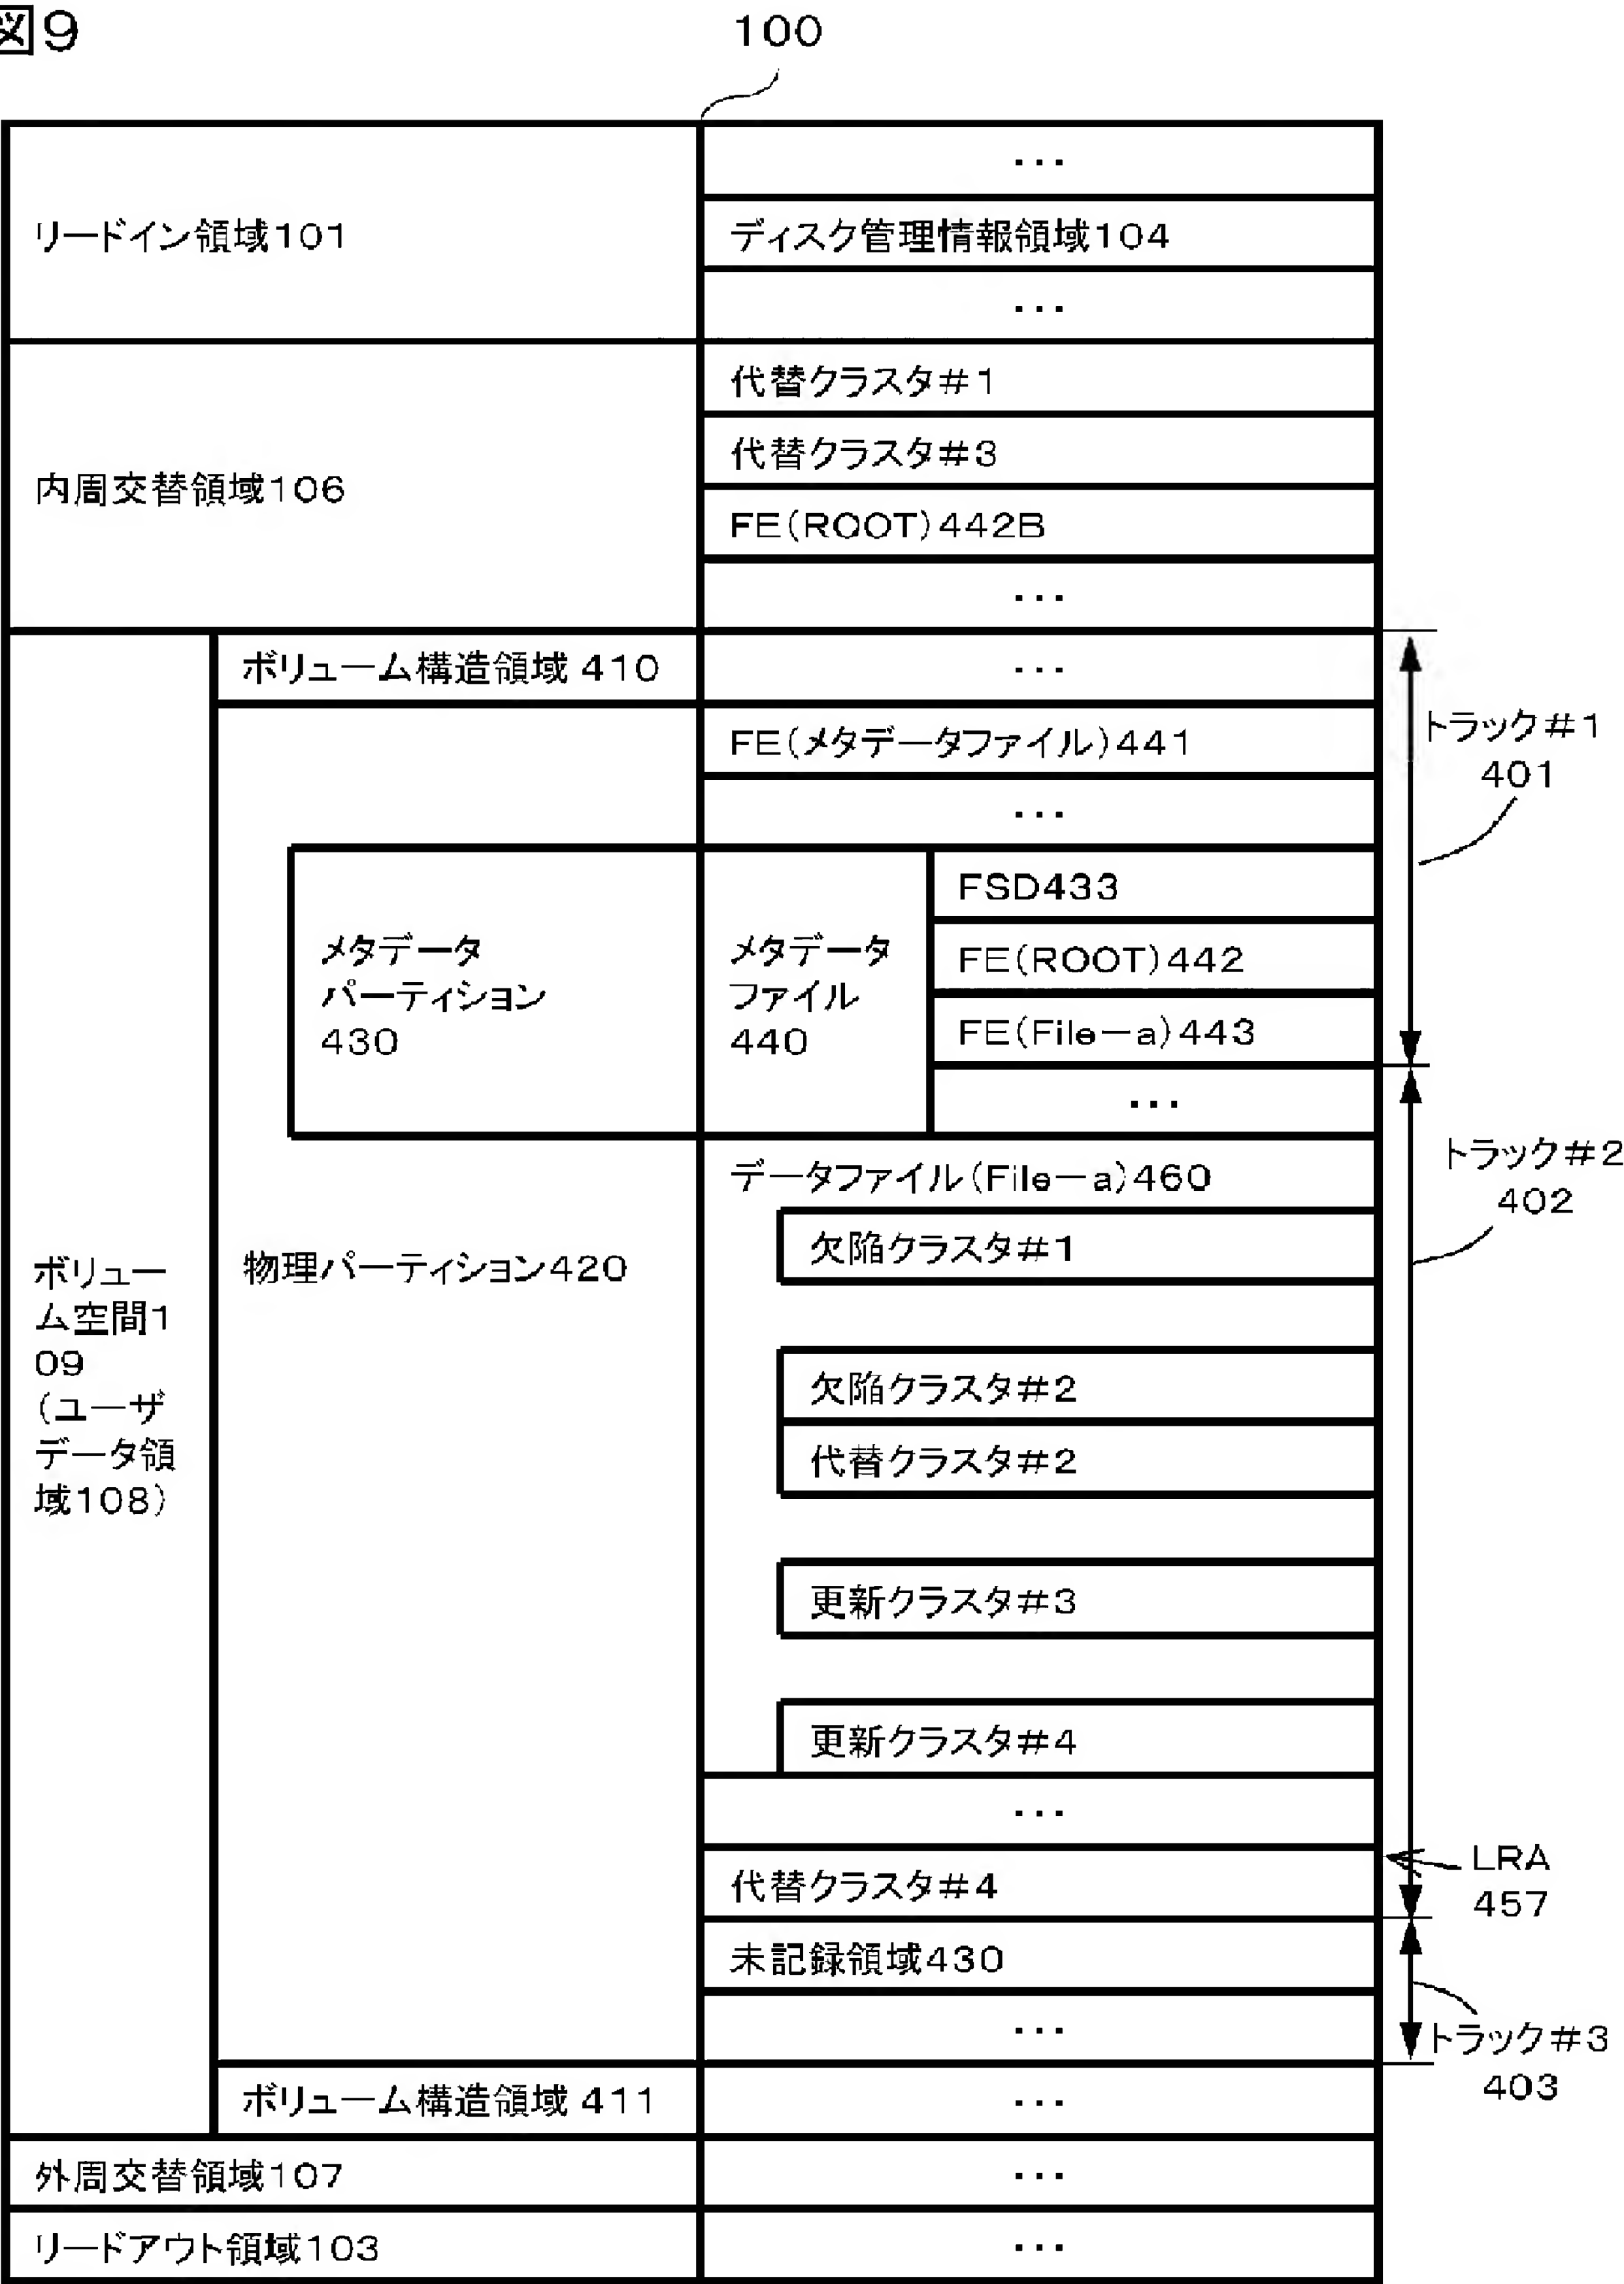 図9
100
...
リードイン領域101
ディスク管理情報領域104
...
代替クラスタ#1
代替クラスタ#3
内周交替領域106
FE(ROOT)442B
...
ボリューム構造領域 410
...
FE(メタデータファイル)441
トラック#1
401
...
FSD433
メタデータ
パーティション
430
メタデータ
ファイル
440
FE(ROOT)442
FE(File-a)443
...
トラック#2
402
データファイル(File-a)460
欠陥クラスタ#1
ボリュー
ム空間1
09
(ユーザ
データ領
域108)
物理パーティション420
欠陥クラスタ#2
代替クラスタ#2
更新クラスタ#3
更新クラスタ#4
...
LRA
457
代替クラスタ#4
未記録領域430
...
トラック#3
403
ボリューム構造領域 411
...
外周交替領域107
...
リードアウト領域103
...